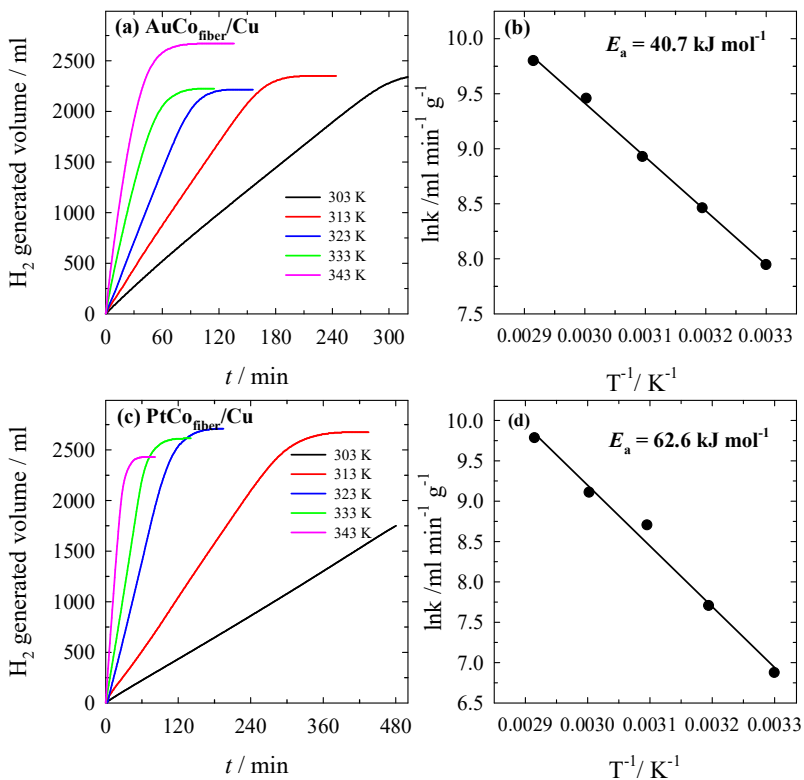 (a) AuCo_fiber/Cu
H₂ generated volume / ml
2500
2000
1500
1000
500
0
303 K
313 K
323 K
333 K
343 K
0 60 120 180 240 300
t / min
(b)
Eₐ = 40.7 kJ mol⁻¹
lnk /ml min⁻¹ g⁻¹
10.0
9.5
9.0
8.5
8.0
7.5
0.0029 0.0030 0.0031 0.0032 0.0033
T⁻¹/ K⁻¹
(c) PtCo_fiber/Cu
H₂ generated volume / ml
2500
2000
1500
1000
500
0
303 K
313 K
323 K
333 K
343 K
0 120 240 360 480
t / min
(d)
Eₐ = 62.6 kJ mol⁻¹
lnk /ml min⁻¹ g⁻¹
10.0
9.5
9.0
8.5
8.0
7.5
7.0
6.5
0.0029 0.0030 0.0031 0.0032 0.0033
T⁻¹/ K⁻¹